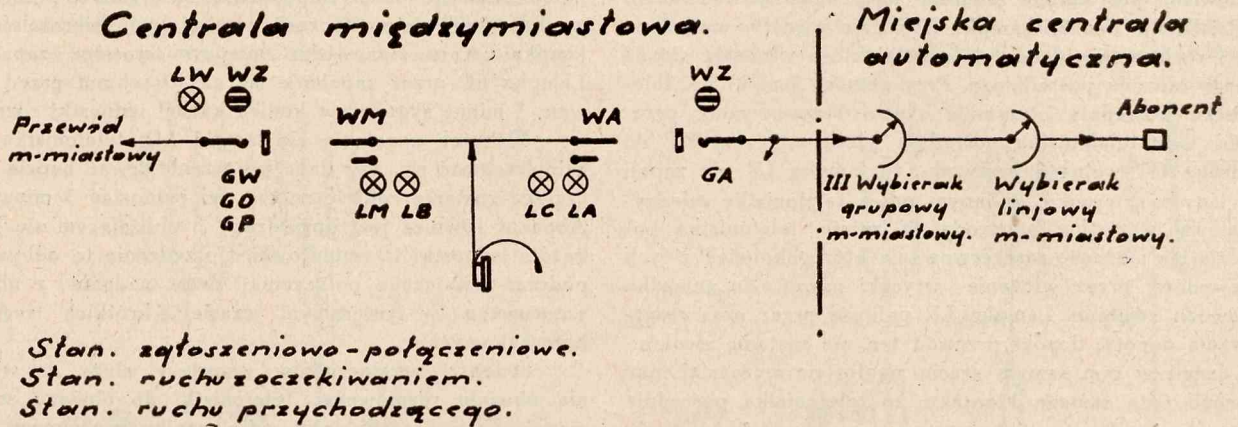 Centrala międzymiastowa.
Miejska centrala
automatyczna.
LW WZ
WZ
Przewód
m-miastowy
WM
WA
Abonent
GW
GO
GP
LM LB
LC LA
GA
III Wybierak
grupowy
m-miastowy.
Wybierak
linjowy
m-miastowy.
Stan. zgłoszeniowo-połączeniowe.
Stan. ruchu z oczekiwaniem.
Stan. ruchu przychodzącego.